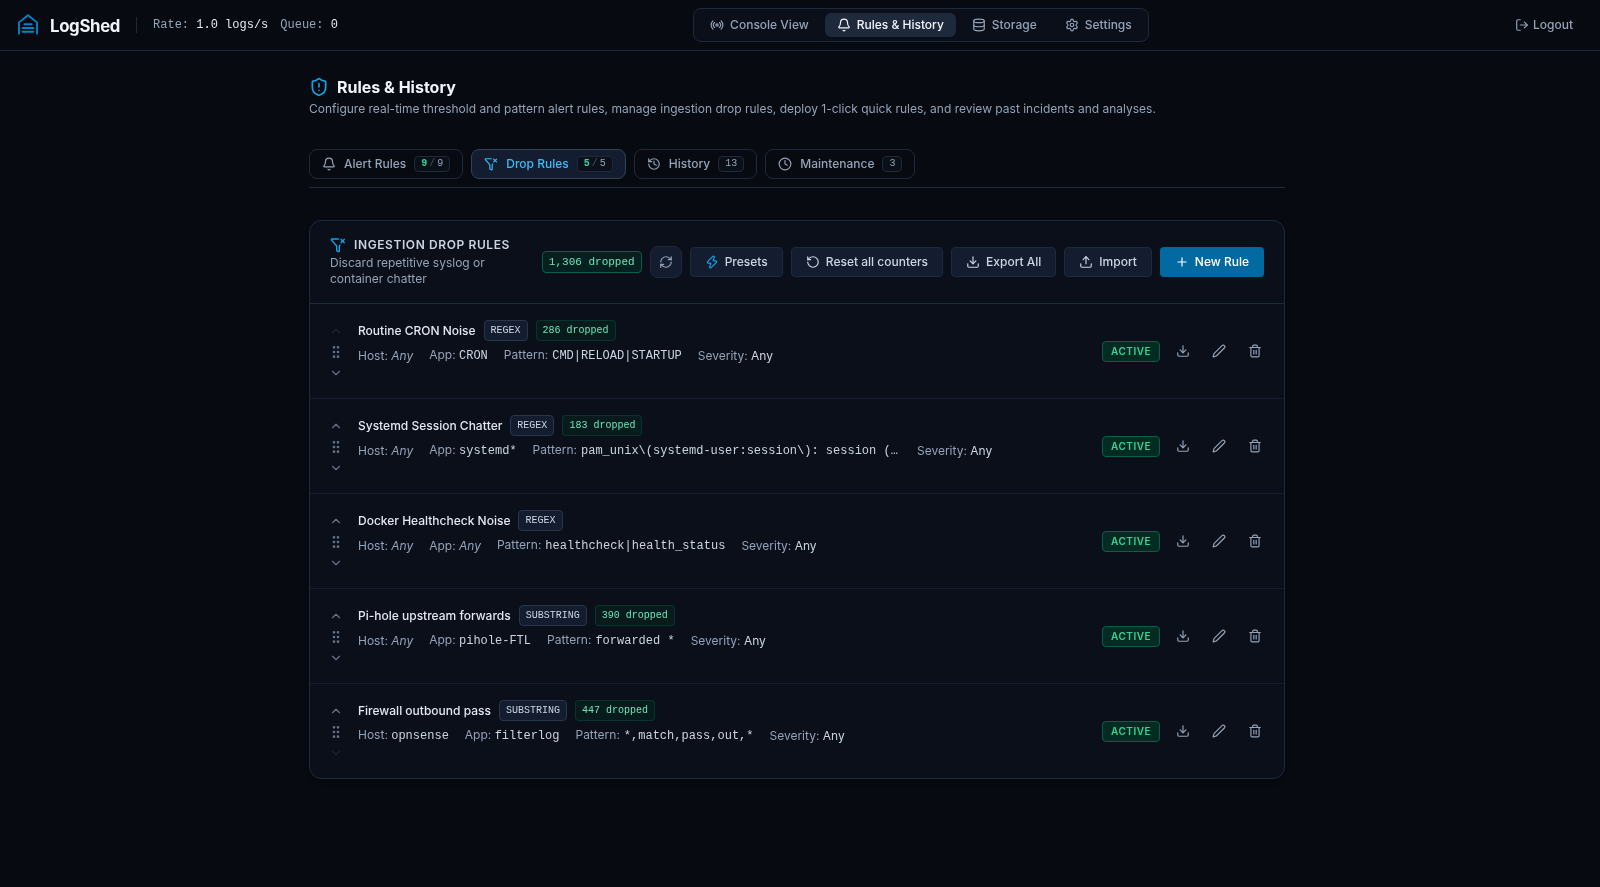 LogShed Rate: 1.0 logs/s Queue: 0 Console View Rules & History Storage Settings Logout
Rules & History
Configure real-time threshold and pattern alert rules, manage ingestion drop rules, deploy 1-click quick rules, and review past incidents and analyses.
Alert Rules 9 / 9 Drop Rules 5 / 5 History 13 Maintenance 3
INGESTION DROP RULES
Discard repetitive syslog or
container chatter
1,306 dropped Presets Reset all counters Export All Import New Rule
Routine CRON Noise REGEX 286 dropped
Host: Any App: CRON Pattern: CMD|RELOAD|STARTUP Severity: Any
ACTIVE
Systemd Session Chatter REGEX 183 dropped
Host: Any App: systemd* Pattern: pam_unix\(systemd-user:session\): session (… Severity: Any
ACTIVE
Docker Healthcheck Noise REGEX
Host: Any App: Any Pattern: healthcheck|health_status Severity: Any
ACTIVE
Pi-hole upstream forwards SUBSTRING 390 dropped
Host: Any App: pihole-FTL Pattern: forwarded * Severity: Any
ACTIVE
Firewall outbound pass SUBSTRING 447 dropped
Host: opnsense App: filterlog Pattern: *,match,pass,out,* Severity: Any
ACTIVE